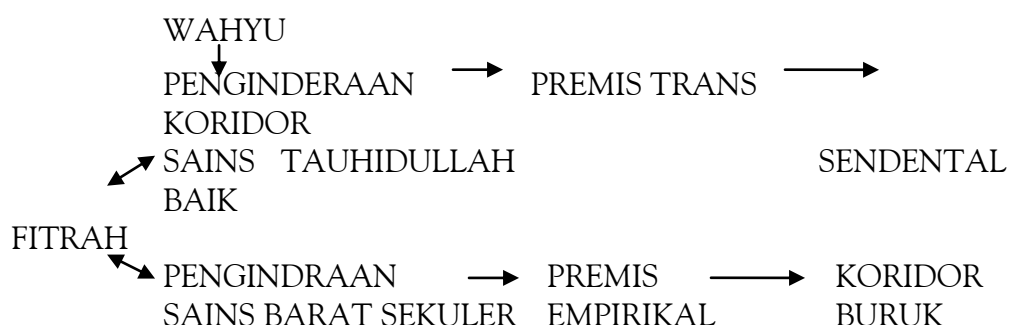 WAHYU
PENGINDERAAN PREMIS TRANS
KORIDOR
SAINS TAUHIDULLAH SENDENTAL
BAIK
FITRAH
PENGINDRAAN PREMIS KORIDOR
SAINS BARAT SEKULER EMPIRIKAL BURUK